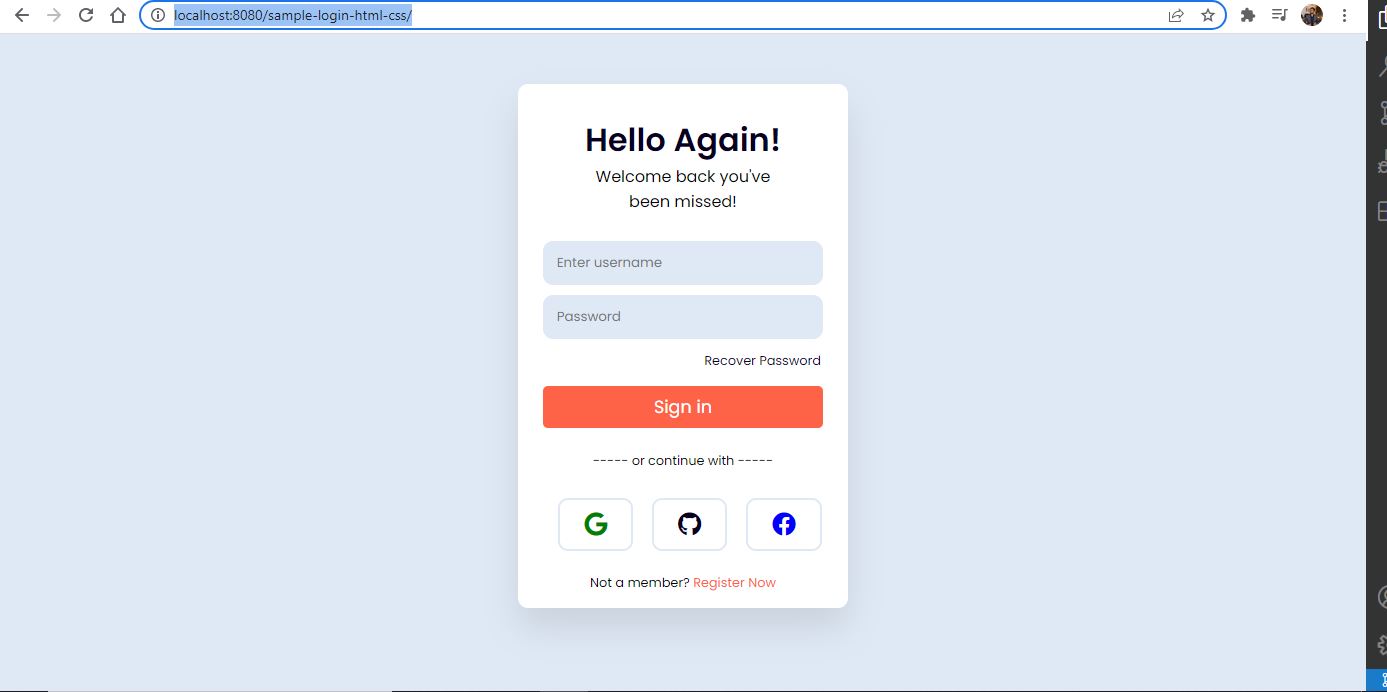 localhost:8080/sample-login-html-css/
Hello Again!
Welcome back you've
been missed!
Enter username
Password
Recover Password
Sign in
----- or continue with -----
Not a member? Register Now